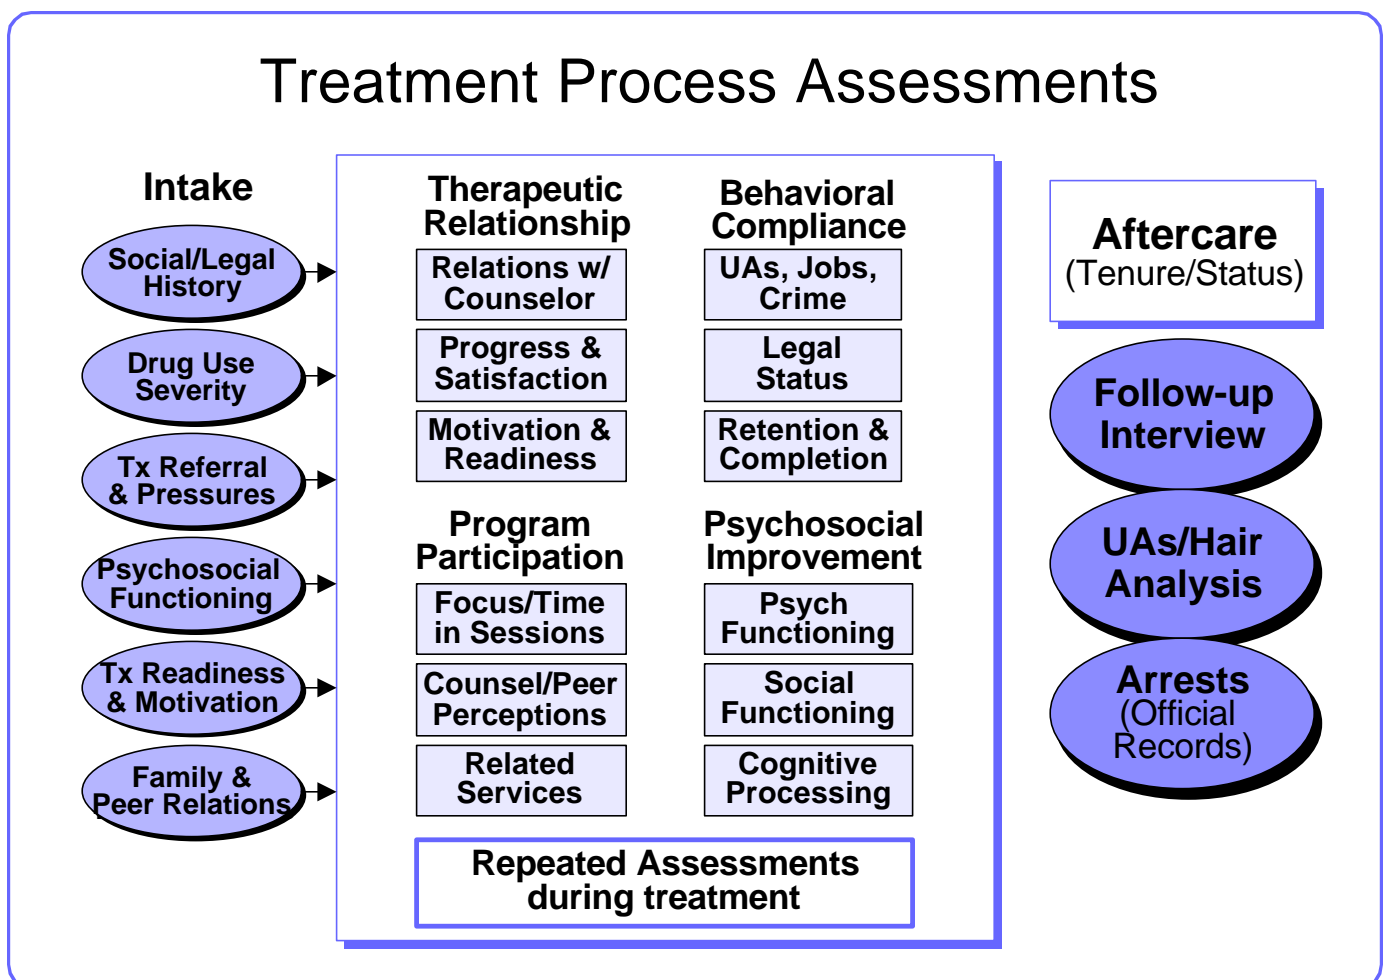 Treatment Process Assessments
Intake
Social/Legal
History
Drug Use
Severity
Tx Referral
& Pressures
Psychosocial
Functioning
Tx Readiness
& Motivation
Family &
Peer Relations
Therapeutic
Relationship
Relations w/
Counselor
Progress &
Satisfaction
Motivation &
Readiness
Behavioral
Compliance
UAs, Jobs,
Crime
Legal
Status
Retention &
Completion
Program
Participation
Focus/Time
in Sessions
Counsel/Peer
Perceptions
Related
Services
Psychosocial
Improvement
Psych
Functioning
Social
Functioning
Cognitive
Processing
Repeated Assessments
during treatment
Aftercare
(Tenure/Status)
Follow-up
Interview
UAs/Hair
Analysis
Arrests
(Official
Records)